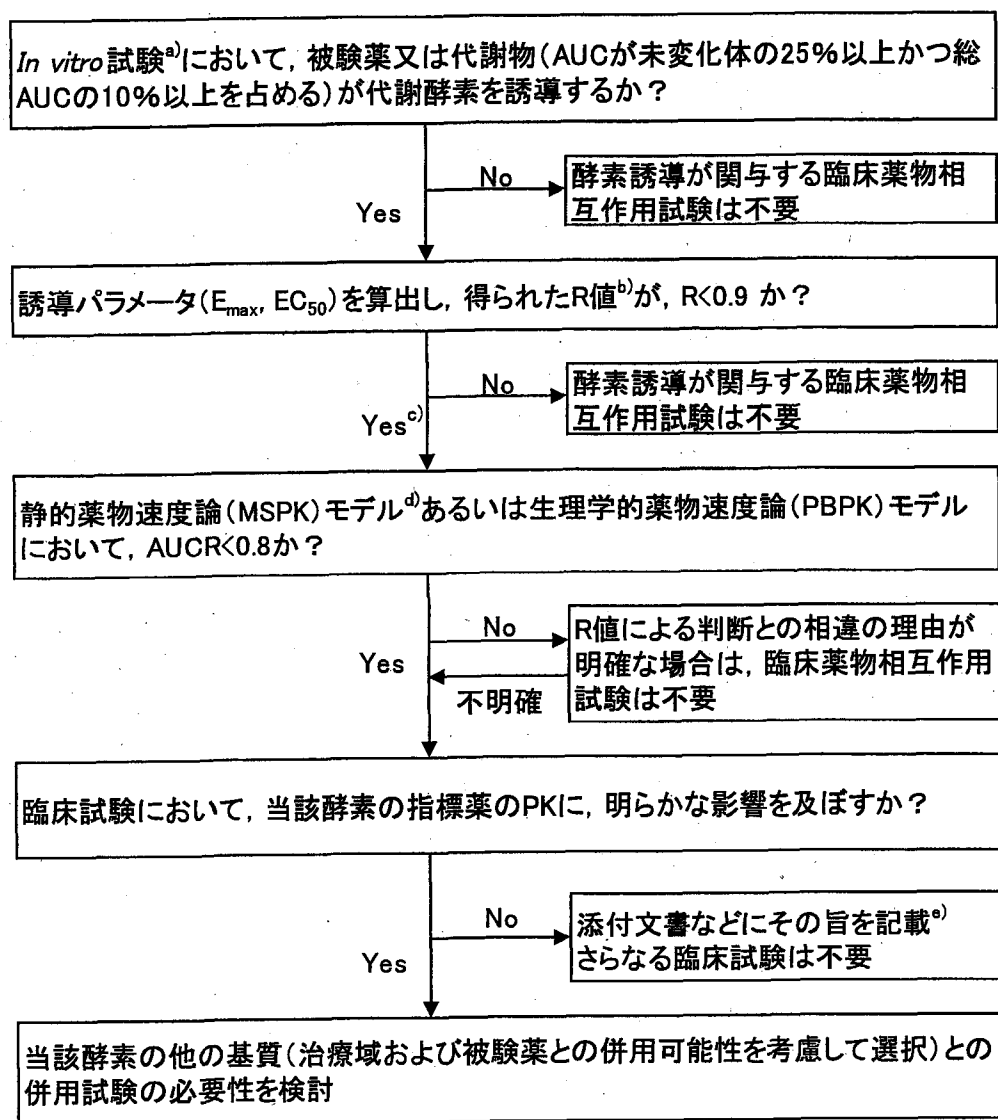 In vitro試験a)において，被験薬又は代謝物（AUCが未変化体の25%以上かつ総
AUCの10%以上を占める）が代謝酵素を誘導するか？
No
酵素誘導が関与する臨床薬物相
互作用試験は不要
Yes
誘導パラメータ（Emax，EC50）を算出し，得られたR値b)が，R<0.9 か？
No
酵素誘導が関与する臨床薬物相
互作用試験は不要
Yesc)
静的薬物速度論（MSPK）モデルd)あるいは生理学的薬物速度論（PBPK）モデル
において，AUCR<0.8か？
No
R値による判断との相違の理由が
明確な場合は，臨床薬物相互作用
試験は不要
Yes
不明確
臨床試験において，当該酵素の指標薬のPKに，明らかな影響を及ぼすか？
No
添付文書などにその旨を記載e)
さらなる臨床試験は不要
Yes
当該酵素の他の基質（治療域および被験薬との併用可能性を考慮して選択）との
併用試験の必要性を検討